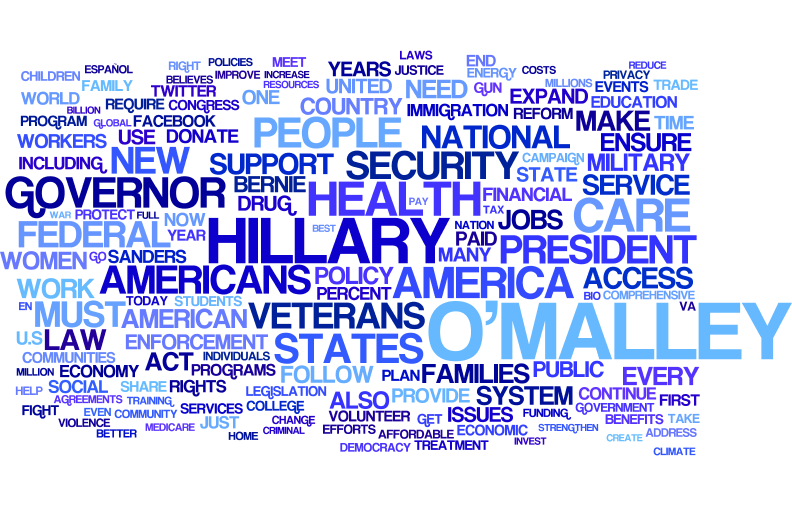 LAWS
ESPAÑOL RIGHT POLICIES MEET YEARS JUSTICE END REDUCE
CHILDREN FAMILY BELIEVES IMPROVE INCREASE ENERGY COSTS PRIVACY
WORLD TWITTER RESOURCES UNITED NEED GUN MILLIONS EVENTS TRADE
BILLION REQUIRE CONGRESS ONE COUNTRY IMMIGRATION EXPAND EDUCATION
PROGRAM GLOBAL FACEBOOK REFORM MAKE TIME
WORKERS USE DONATE PEOPLE NATIONAL ENSURE
INCLUDING NEW SUPPORT SECURITY CAMPAIGN MILITARY
STATE
GOVERNOR BERNIE HEALTH FINANCIAL SERVICE
DRUG PAY TAX
WAR PROTECT FULL NOW BEST NATION JOBS CARE
FEDERAL YEAR HILLARY PAID PRESIDENT
WOMEN GO SANDERS MANY
WORK AMERICANS POLICY AMERICA ACCESS
PERCENT BIO COMPREHENSIVE
EN TODAY STUDENTS VA
MUST AMERICAN VETERANS O’MALLEY
U.S LAW ENFORCEMENT STATES
COMMUNITIES ACT INDIVIDUALS
MILLION ECONOMY PROGRAMS FOLLOW PLAN FAMILIES PUBLIC EVERY
HELP SOCIAL SHARE RIGHTS LEGISLATION ALSO PROVIDE SYSTEM CONTINUE FIRST
AGREEMENTS TRAINING
FIGHT EVEN COMMUNITY SERVICES COLLEGE VOLUNTEER GET ISSUES FUNDING GOVERNMENT
VIOLENCE MEDICARE JUST CHANGE BENEFITS TAKE
BETTER HOME CRIMINAL EFFORTS AFFORDABLE ECONOMIC STRENGTHEN CREATE ADDRESS
DEMOCRACY TREATMENT INVEST CLIMATE